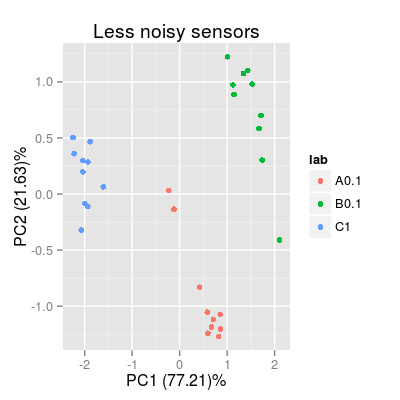 Less noisy sensors
PC2 (21.63)%
1.0
0.5
0.0
-0.5
-1.0
-2
-1
0
1
2
PC1 (77.21)%
lab
A0.1
B0.1
C1